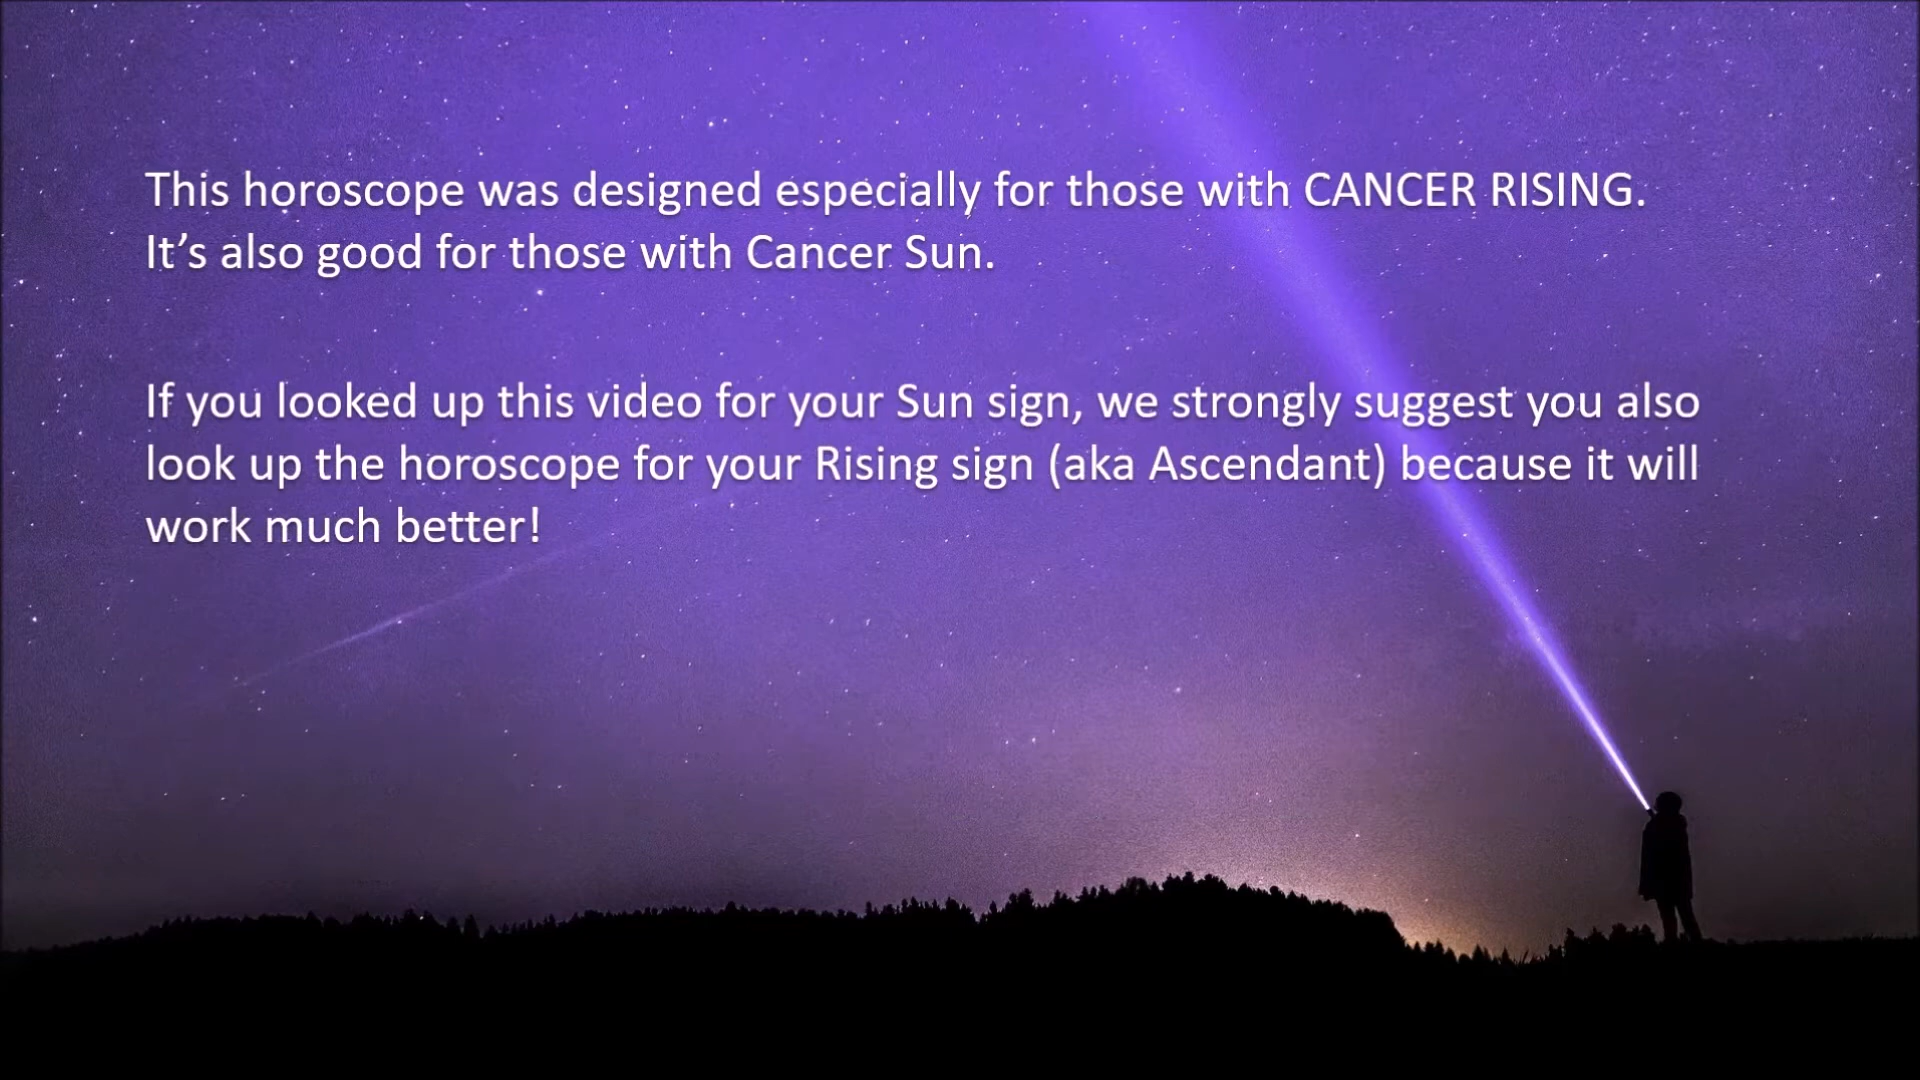 This horoscope was designed especially for those with CANCER RISING.
It’s also good for those with Cancer Sun.
If you looked up this video for your Sun sign, we strongly suggest you also
look up the horoscope for your Rising sign (aka Ascendant) because it will
work much better!